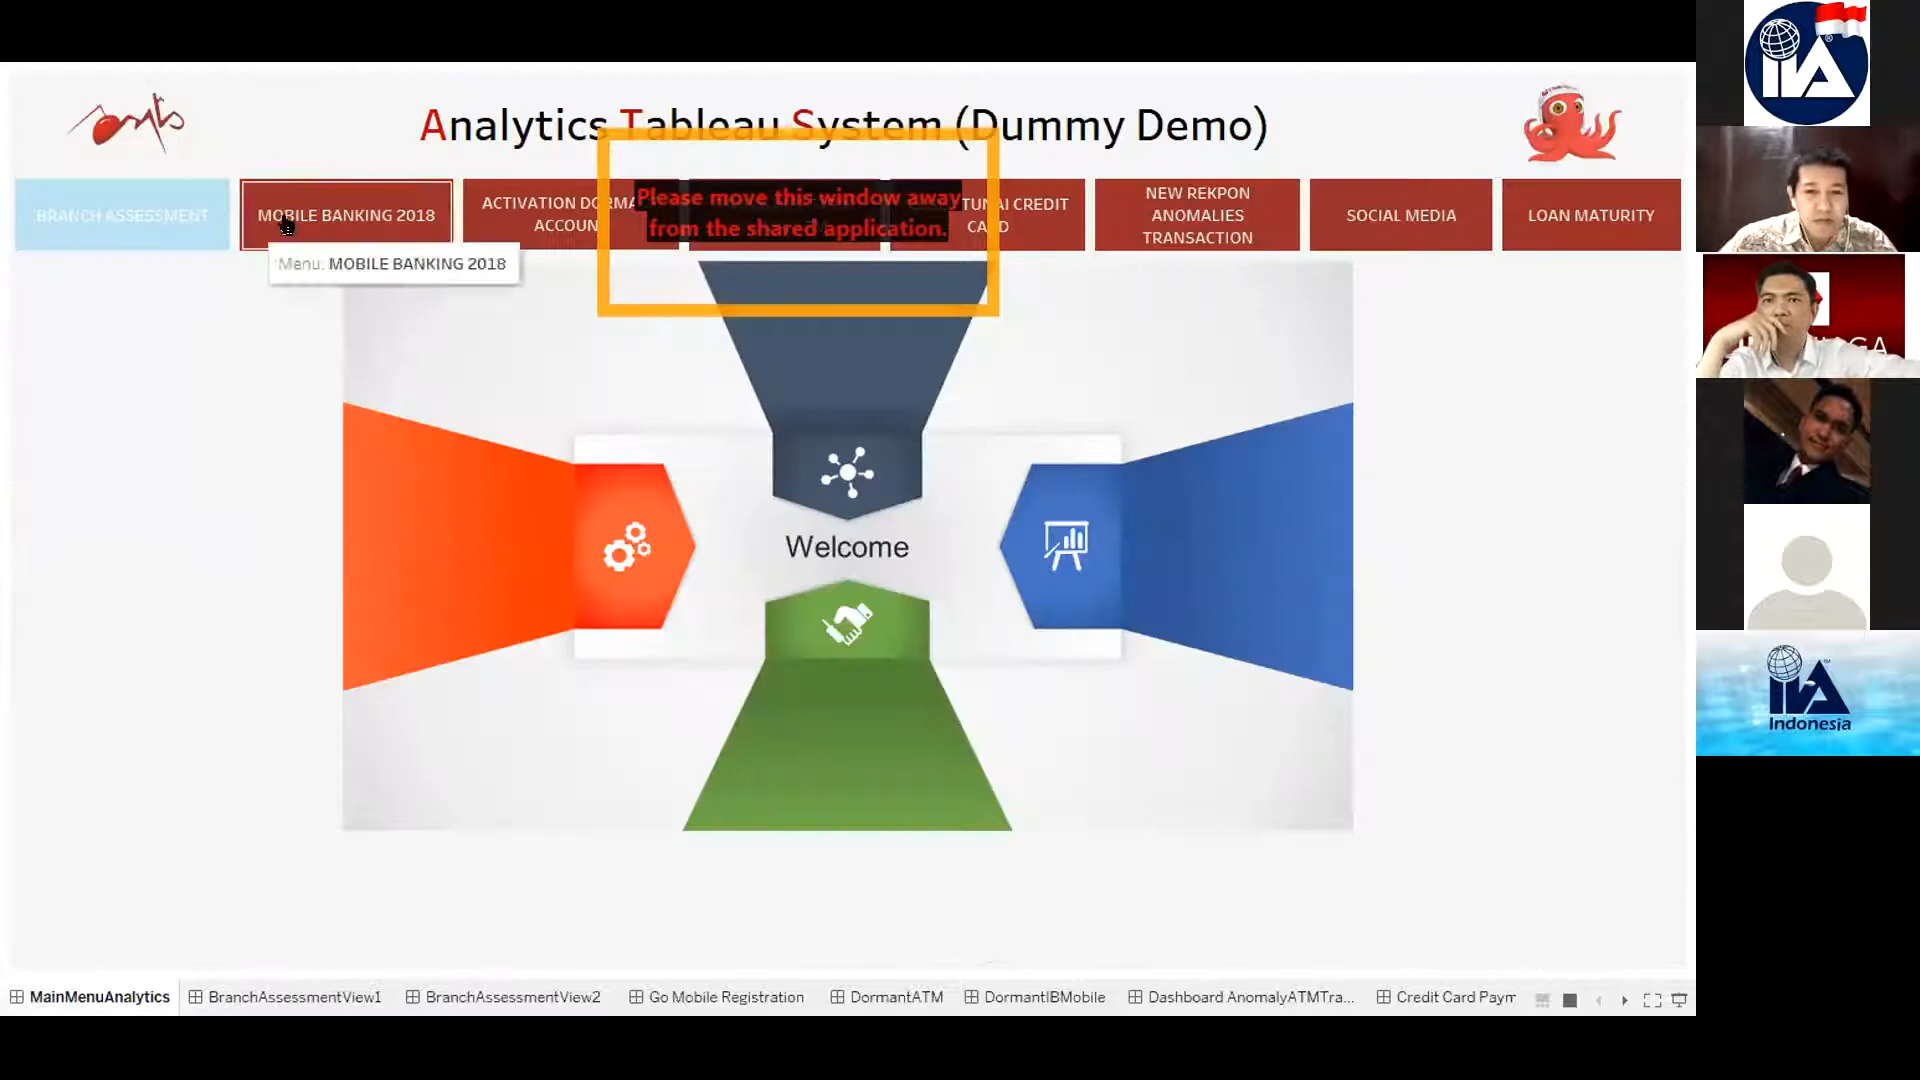 Analytics Tableau System (Dummy Demo)
BRANCH ASSESSMENT
MOBILE BANKING 2018
ACTIVATION
ACCOUN
Please move this window away
from the shared application.
CREDIT
CARD
NEW REKPON
ANOMALIES
TRANSACTION
SOCIAL MEDIA
LOAN MATURITY
Menu: MOBILE BANKING 2018
Welcome
MainMenuAnalytics
BranchAssessmentView1
BranchAssessmentView2
Go Mobile Registration
DormantATM
DormantIBMobile
Dashboard AnomalyATMTra...
Credit Card Paym
IIA
IIA
Indonesia